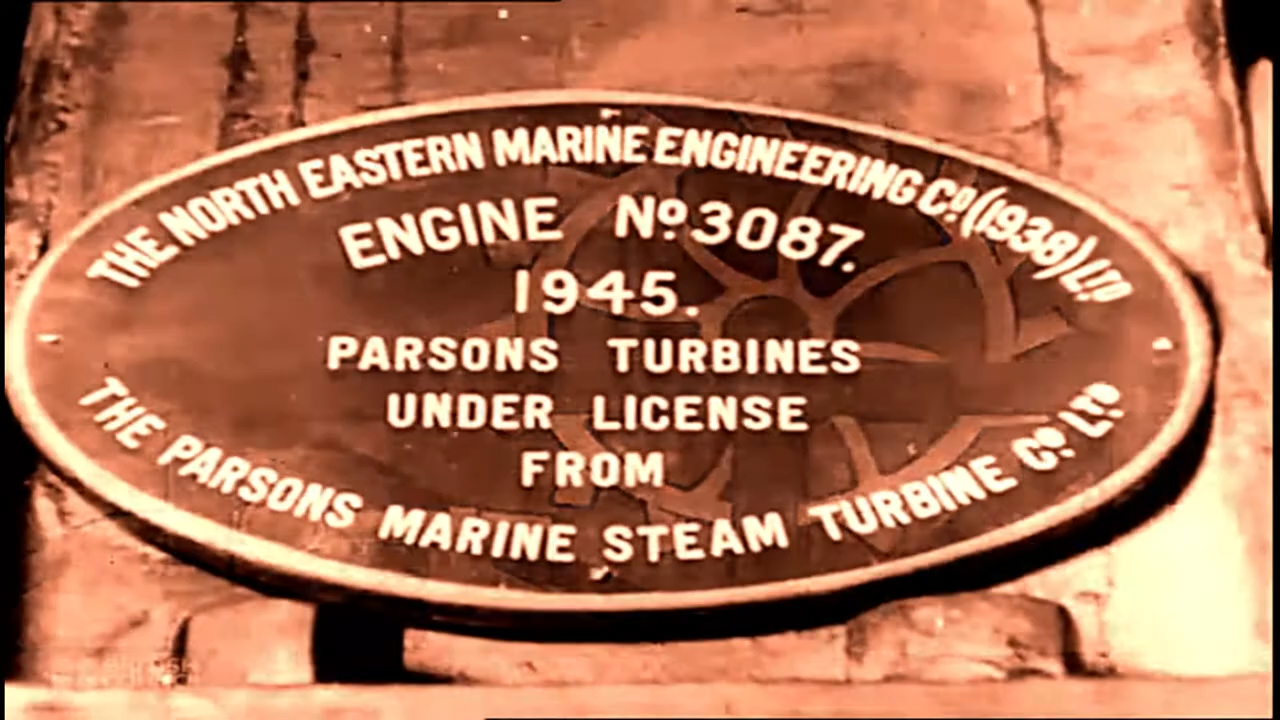 THE NORTH EASTERN MARINE ENGINEERING Cº (1938) LTD
ENGINE Nº 3087.
1945.
PARSONS TURBINES
UNDER LICENSE
FROM
THE PARSONS MARINE STEAM TURBINE Cº LTD